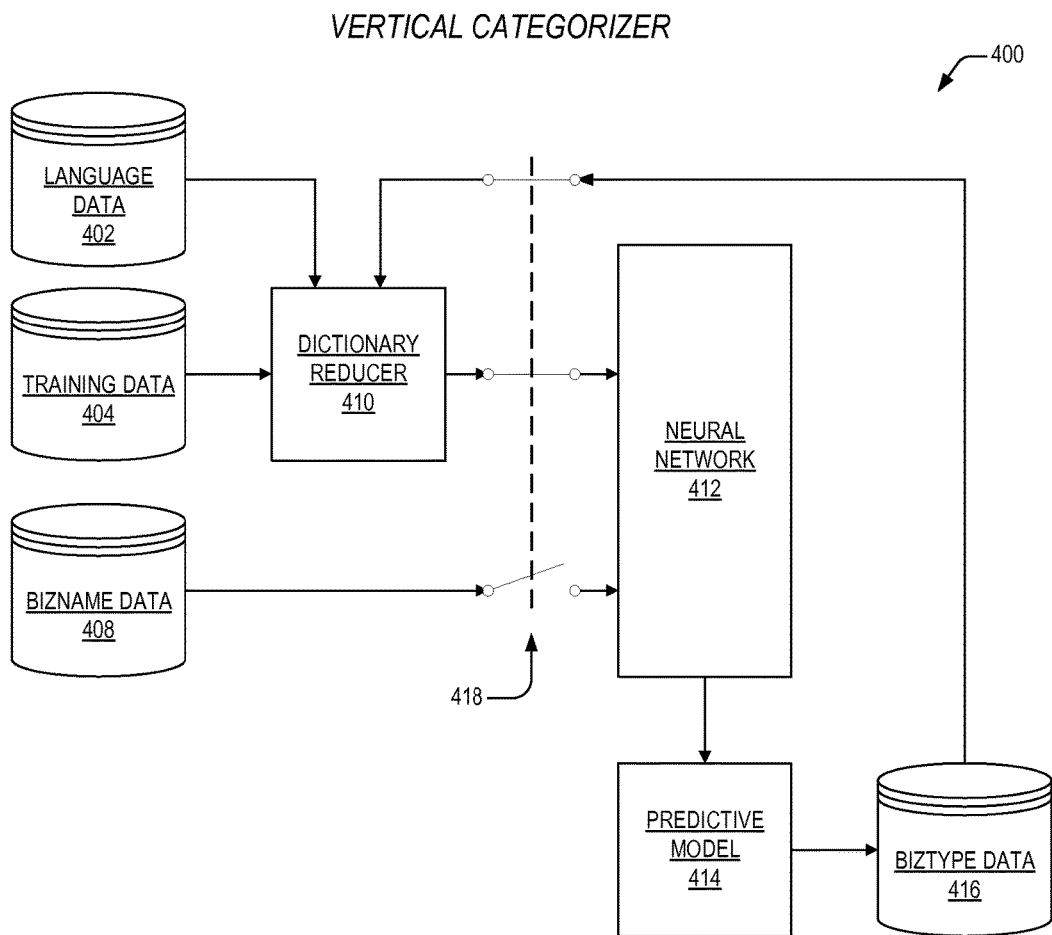 VERTICAL CATEGORIZER
400
LANGUAGE
DATA
402
TRAINING DATA
404
DICTIONARY
REDUCER
410
NEURAL
NETWORK
412
BIZNAME DATA
408
418
PREDICTIVE
MODEL
414
BIZTYPE DATA
416